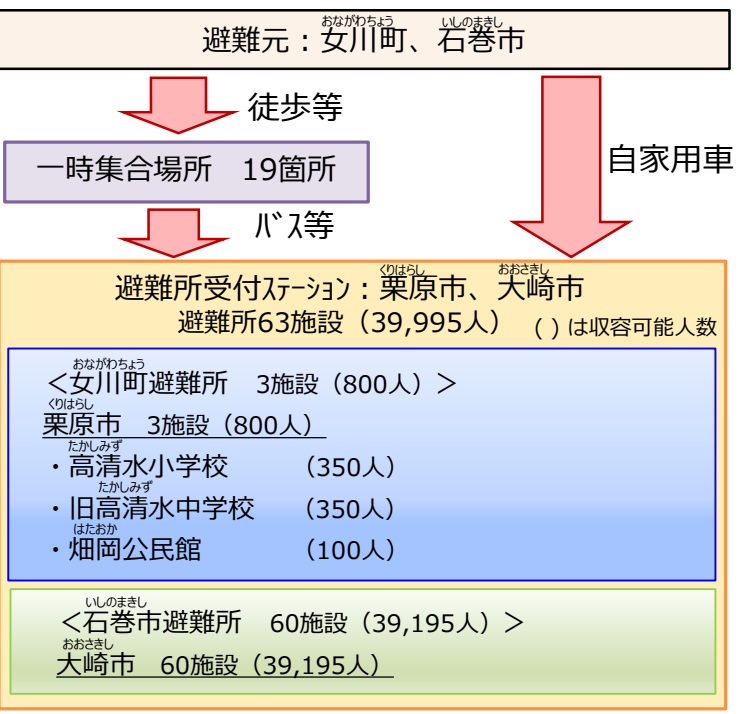 避難元：女川町、石巻市
おながわちょう いしのまきし
徒歩等
自家用車
一時集合場所　19箇所
バス等
避難所受付ステーション：栗原市、大崎市
くりはらし おおさきし
避難所63施設（39,995人） ( ) は収容可能人数
おながわちょう
＜女川町避難所　3施設（800人）＞
くりはらし
栗原市　3施設（800人）
たかしみず
・高清水小学校　（350人）
たかしみず
・旧高清水中学校　（350人）
はたおか
・畑岡公民館　（100人）
いしのまきし
＜石巻市避難所　60施設（39,195人）＞
おおさきし
大崎市　60施設（39,195人）